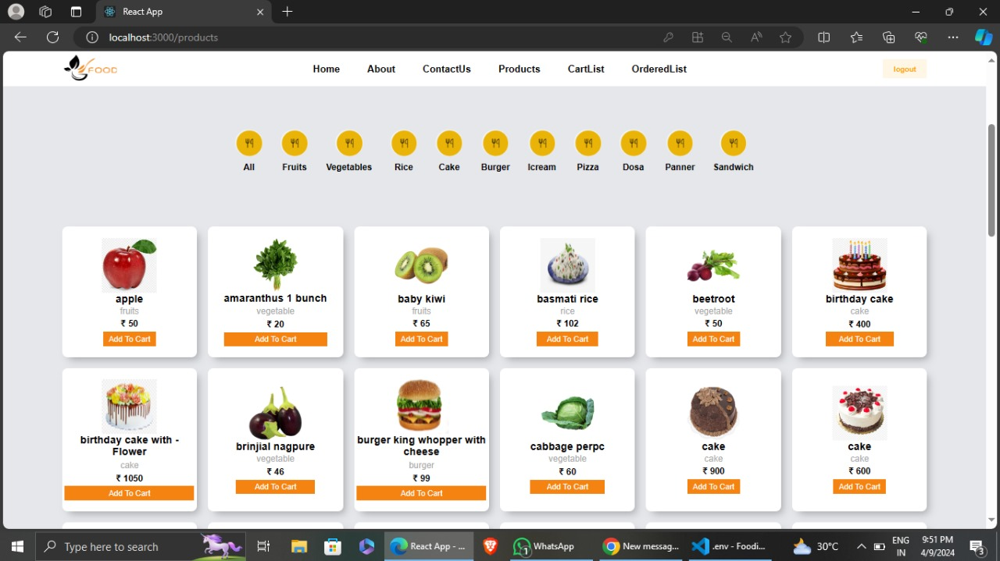 React App
localhost:3000/products
FOOD
Home
About
ContactUs
Products
CartList
OrderedList
logout
All
Fruits
Vegetables
Rice
Cake
Burger
Icream
Pizza
Dosa
Panner
Sandwich
apple
fruits
₹ 50
Add To Cart
amaranthus 1 bunch
vegetable
₹ 20
Add To Cart
baby kiwi
fruits
₹ 65
Add To Cart
basmati rice
rice
₹ 102
Add To Cart
beetroot
vegetable
₹ 50
Add To Cart
birthday cake
cake
₹ 400
Add To Cart
birthday cake with -
Flower
cake
₹ 1050
Add To Cart
brinjial nagpure
vegetable
₹ 46
Add To Cart
burger king whopper with
cheese
burger
₹ 99
Add To Cart
cabbage perpc
vegetable
₹ 60
Add To Cart
cake
cake
₹ 900
Add To Cart
cake
cake
₹ 600
Add To Cart
Type here to search
React App - ...
1
WhatsApp
New messag...
.env - Foodi...
30°C
ENG
IN
9:51 PM
4/9/2024
3